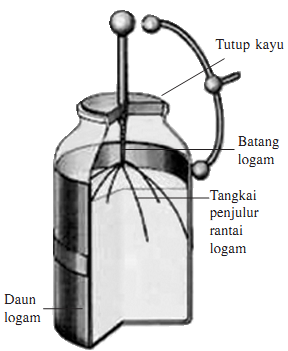 Tutup kayu
Batang
logam
Tangkai
penjulur
rantai
logam
Daun
logam